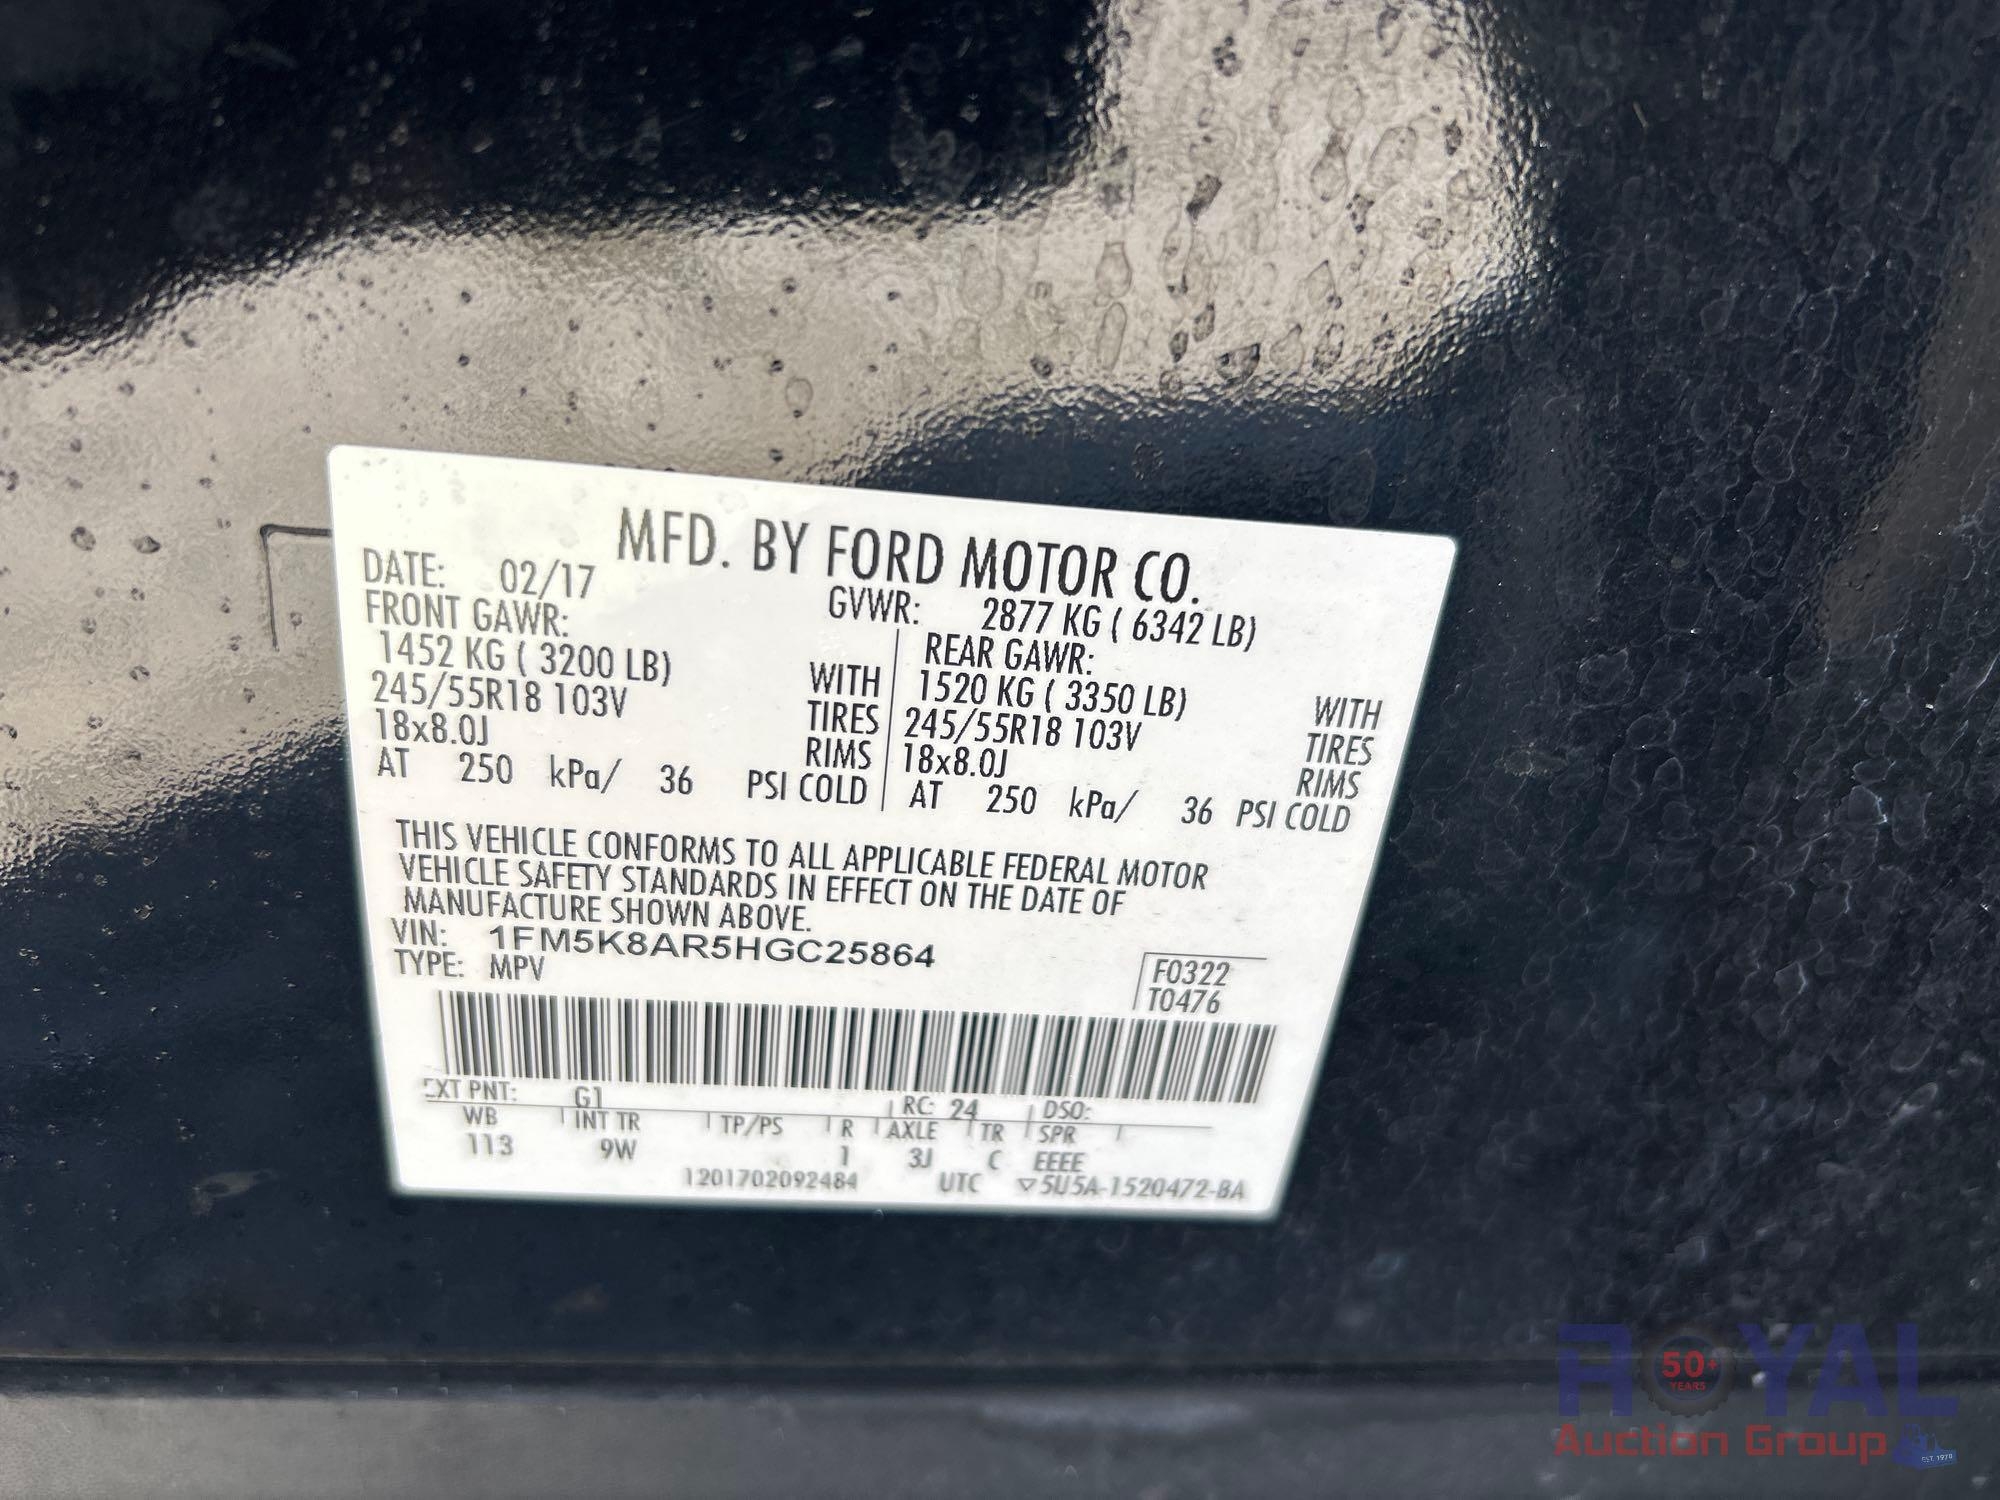 MFD. BY FORD MOTOR CO.
DATE: 02/17
GVWR: 2877 KG ( 6342 LB)
FRONT GAWR:
1452 KG ( 3200 LB) WITH
245/55R18 103V TIRES
18x8.0J RIMS
AT 250 kPa/ 36 PSI COLD
REAR GAWR:
1520 KG ( 3350 LB) WITH
245/55R18 103V TIRES
18x8.0J RIMS
AT 250 kPa/ 36 PSI COLD
THIS VEHICLE CONFORMS TO ALL APPLICABLE FEDERAL MOTOR
VEHICLE SAFETY STANDARDS IN EFFECT ON THE DATE OF
MANUFACTURE SHOWN ABOVE.
VIN: 1FM5K8AR5HGC25864
TYPE: MPV
F0322
T0476
EXT PNT: G1 RC: 24 DSO:
WB INT TR TP/PS R AXLE TR SPR
113 9W 1 3J C EEEE
1201702092484 UTC ▽5U5A-1520472-BA
ROYAL
50+
YEARS
Auction Group
EST. 1970